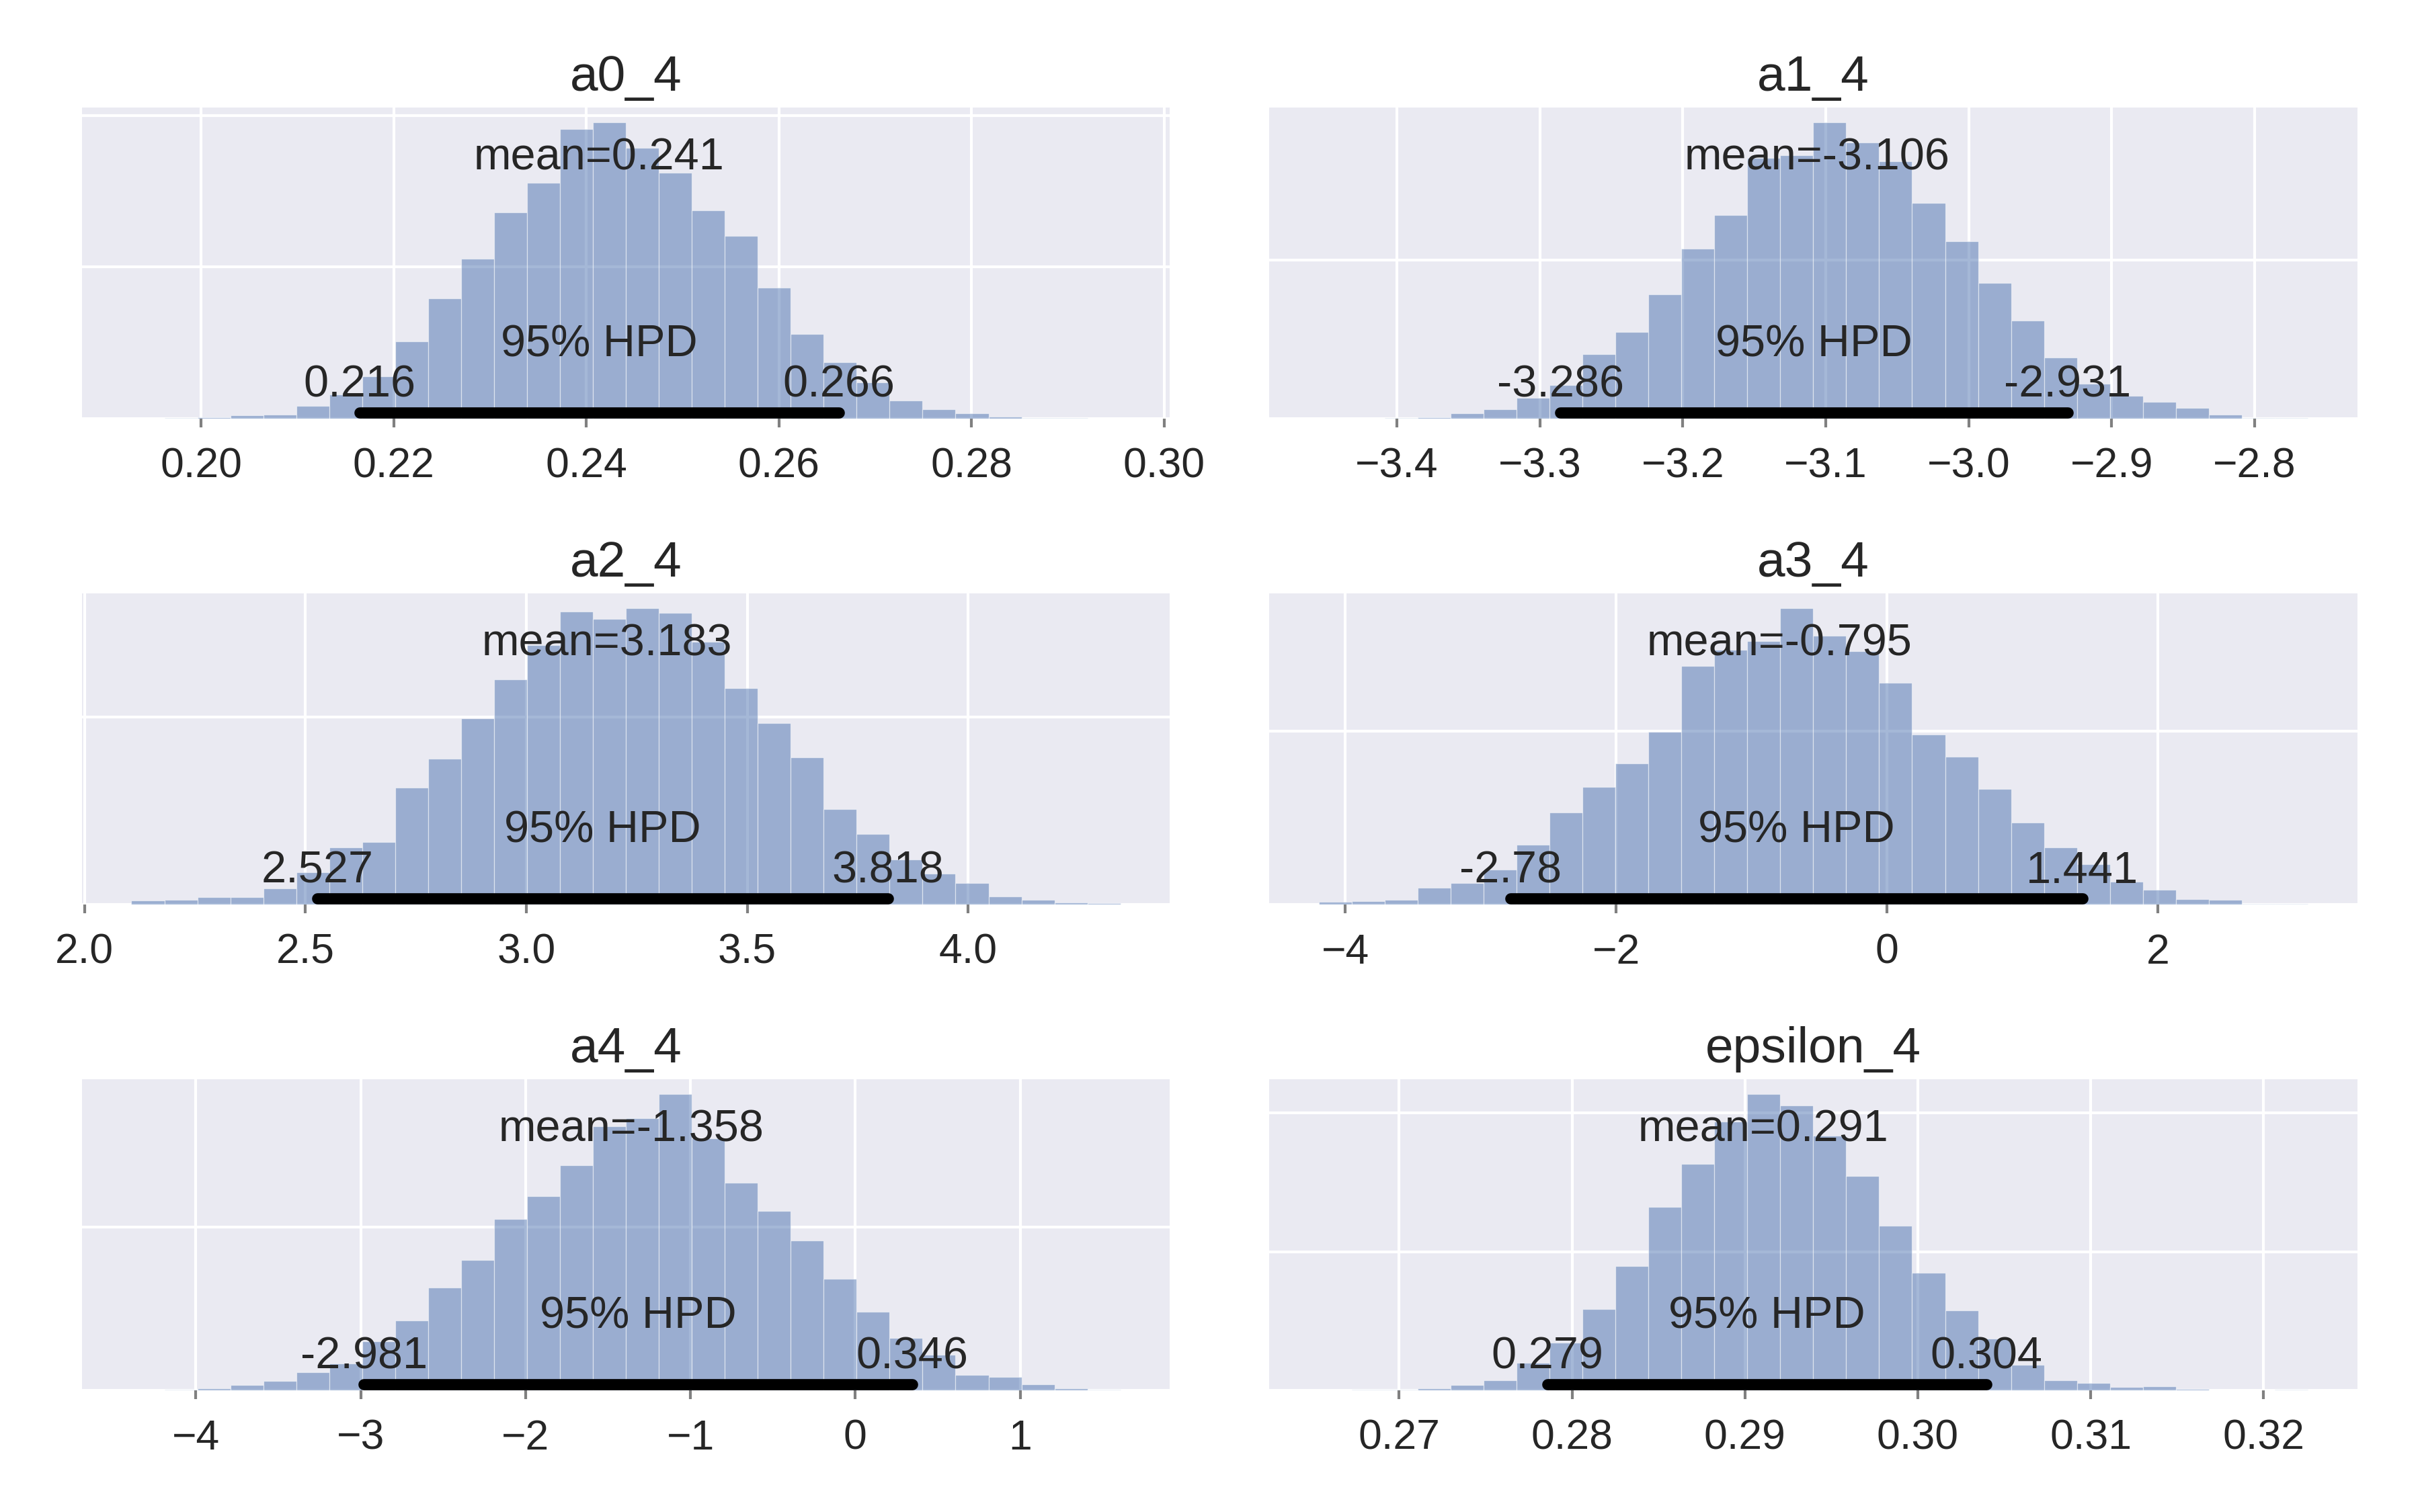 a0_4
mean=0.241
95% HPD
0.216 0.266
0.20 0.22 0.24 0.26 0.28 0.30
a1_4
mean=-3.106
95% HPD
-3.286 -2.931
−3.4 −3.3 −3.2 −3.1 −3.0 −2.9 −2.8
a2_4
mean=3.183
95% HPD
2.527 3.818
2.0 2.5 3.0 3.5 4.0
a3_4
mean=-0.795
95% HPD
-2.78 1.441
−4 −2 0 2
a4_4
mean=-1.358
95% HPD
-2.981 0.346
−4 −3 −2 −1 0 1
epsilon_4
mean=0.291
95% HPD
0.279 0.304
0.27 0.28 0.29 0.30 0.31 0.32